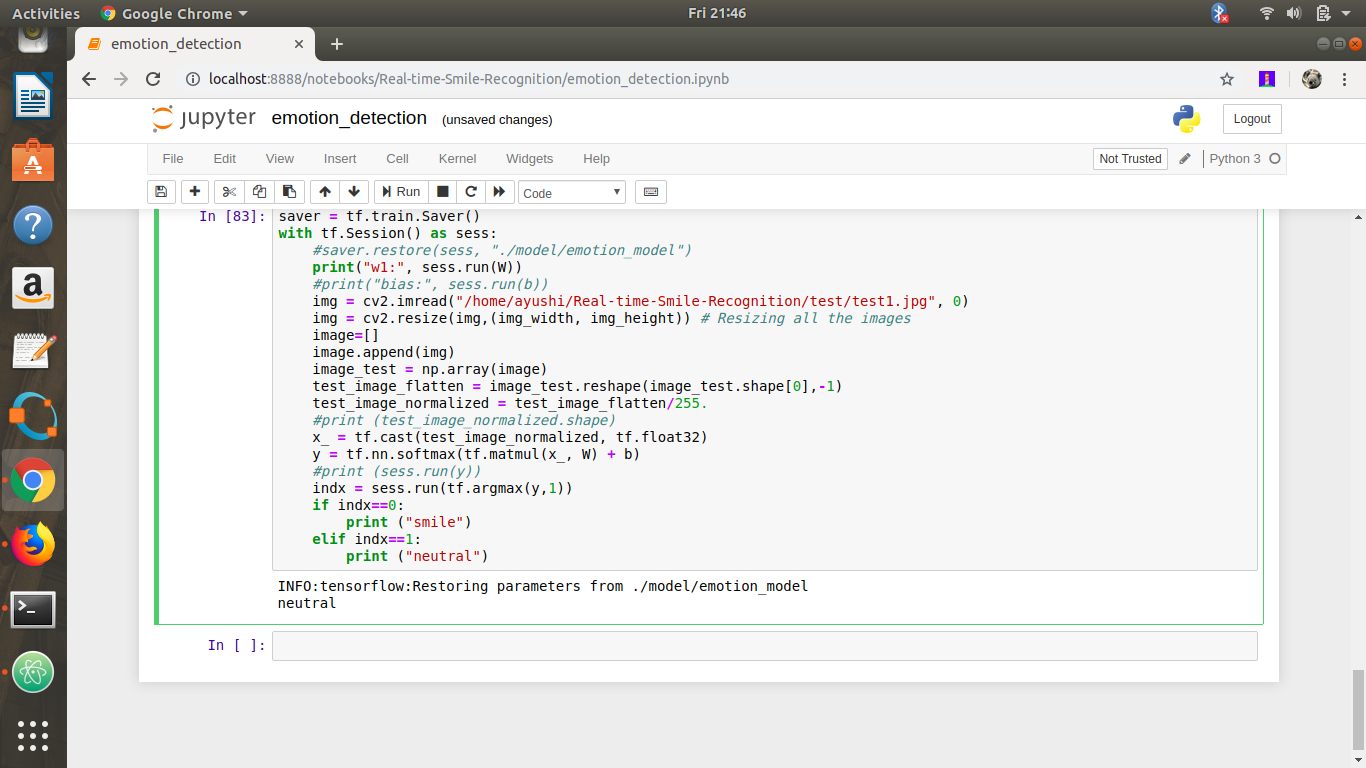 Activities
Google Chrome
Fri 21:46
emotion_detection
localhost:8888/notebooks/Real-time-Smile-Recognition/emotion_detection.ipynb
jupyter emotion_detection (unsaved changes)
Logout
File Edit View Insert Cell Kernel Widgets Help
Not Trusted
Python 3
Run
Code
In [83]: saver = tf.train.Saver()
with tf.Session() as sess:
    #saver.restore(sess, "./model/emotion_model")
    print("w1:", sess.run(W))
    #print("bias:", sess.run(b))
    img = cv2.imread("/home/ayushi/Real-time-Smile-Recognition/test/test1.jpg", 0)
    img = cv2.resize(img,(img_width, img_height)) # Resizing all the images
    image=[]
    image.append(img)
    image_test = np.array(image)
    test_image_flatten = image_test.reshape(image_test.shape[0],-1)
    test_image_normalized = test_image_flatten/255.
    #print (test_image_normalized.shape)
    x_ = tf.cast(test_image_normalized, tf.float32)
    y = tf.nn.softmax(tf.matmul(x_, W) + b)
    #print (sess.run(y))
    indx = sess.run(tf.argmax(y,1))
    if indx==0:
        print ("smile")
    elif indx==1:
        print ("neutral")
INFO:tensorflow:Restoring parameters from ./model/emotion_model
neutral
In [ ]: